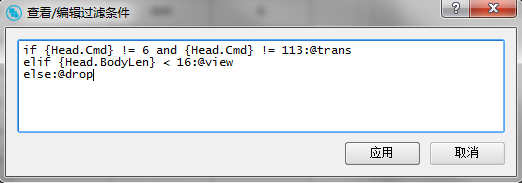 查看/编辑过滤条件
if {Head.Cmd} != 6 and {Head.Cmd} != 113:@trans
elif {Head.BodyLen} < 16:@view
else:@drop
应用
取消